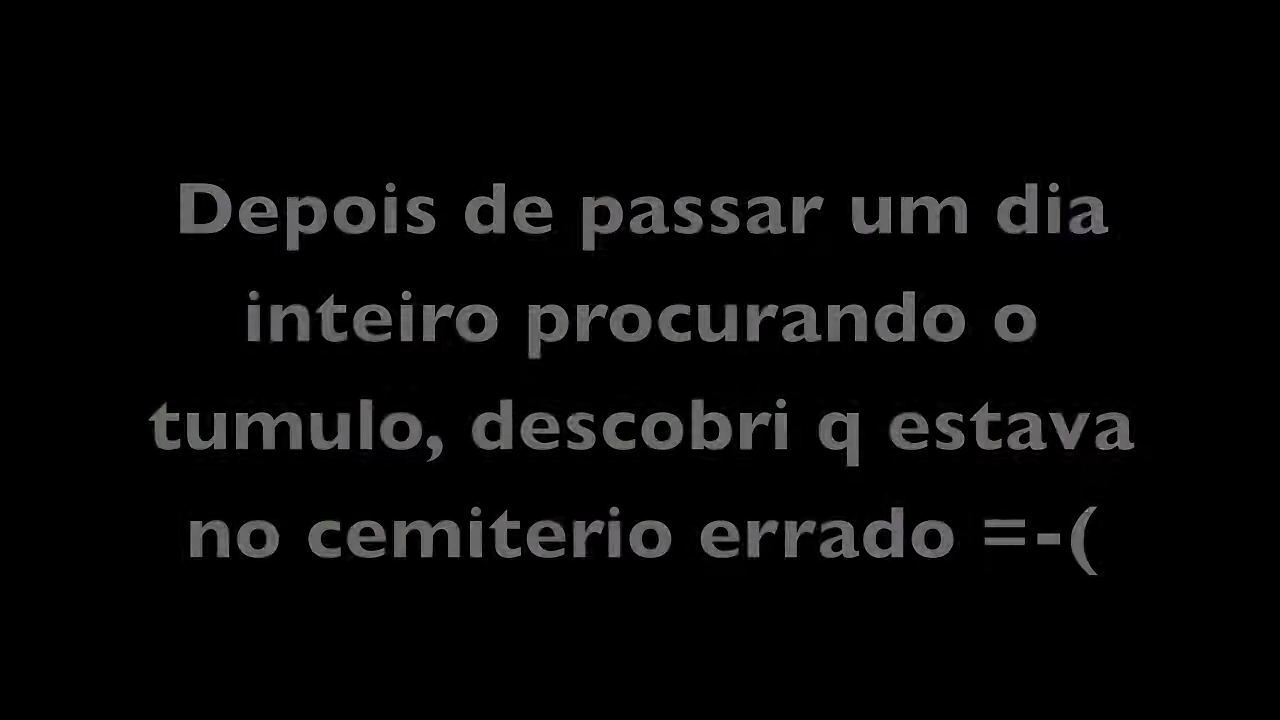 Depois de passar um dia
inteiro procurando o
tumulo, descobri q estava
no cemiterio errado =-(